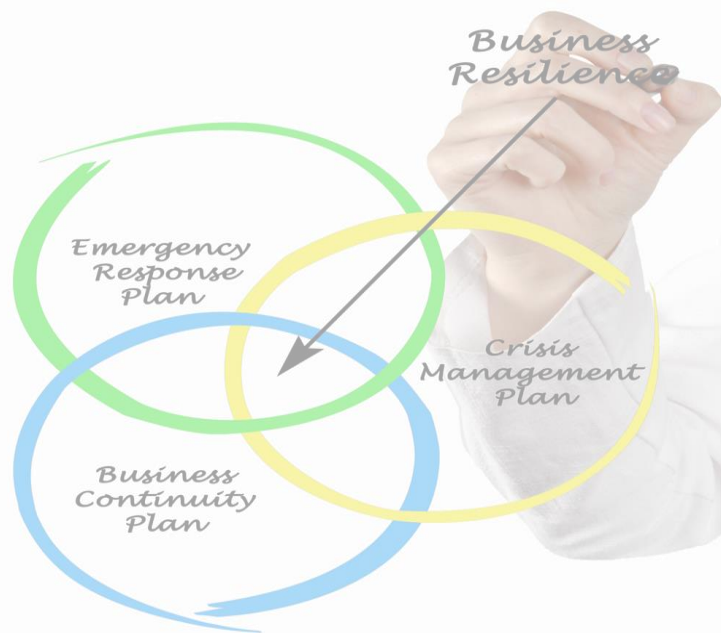 Business
Resilience
Emergency
Response
Plan
Crisis
Management
Plan
Business
Continuity
Plan